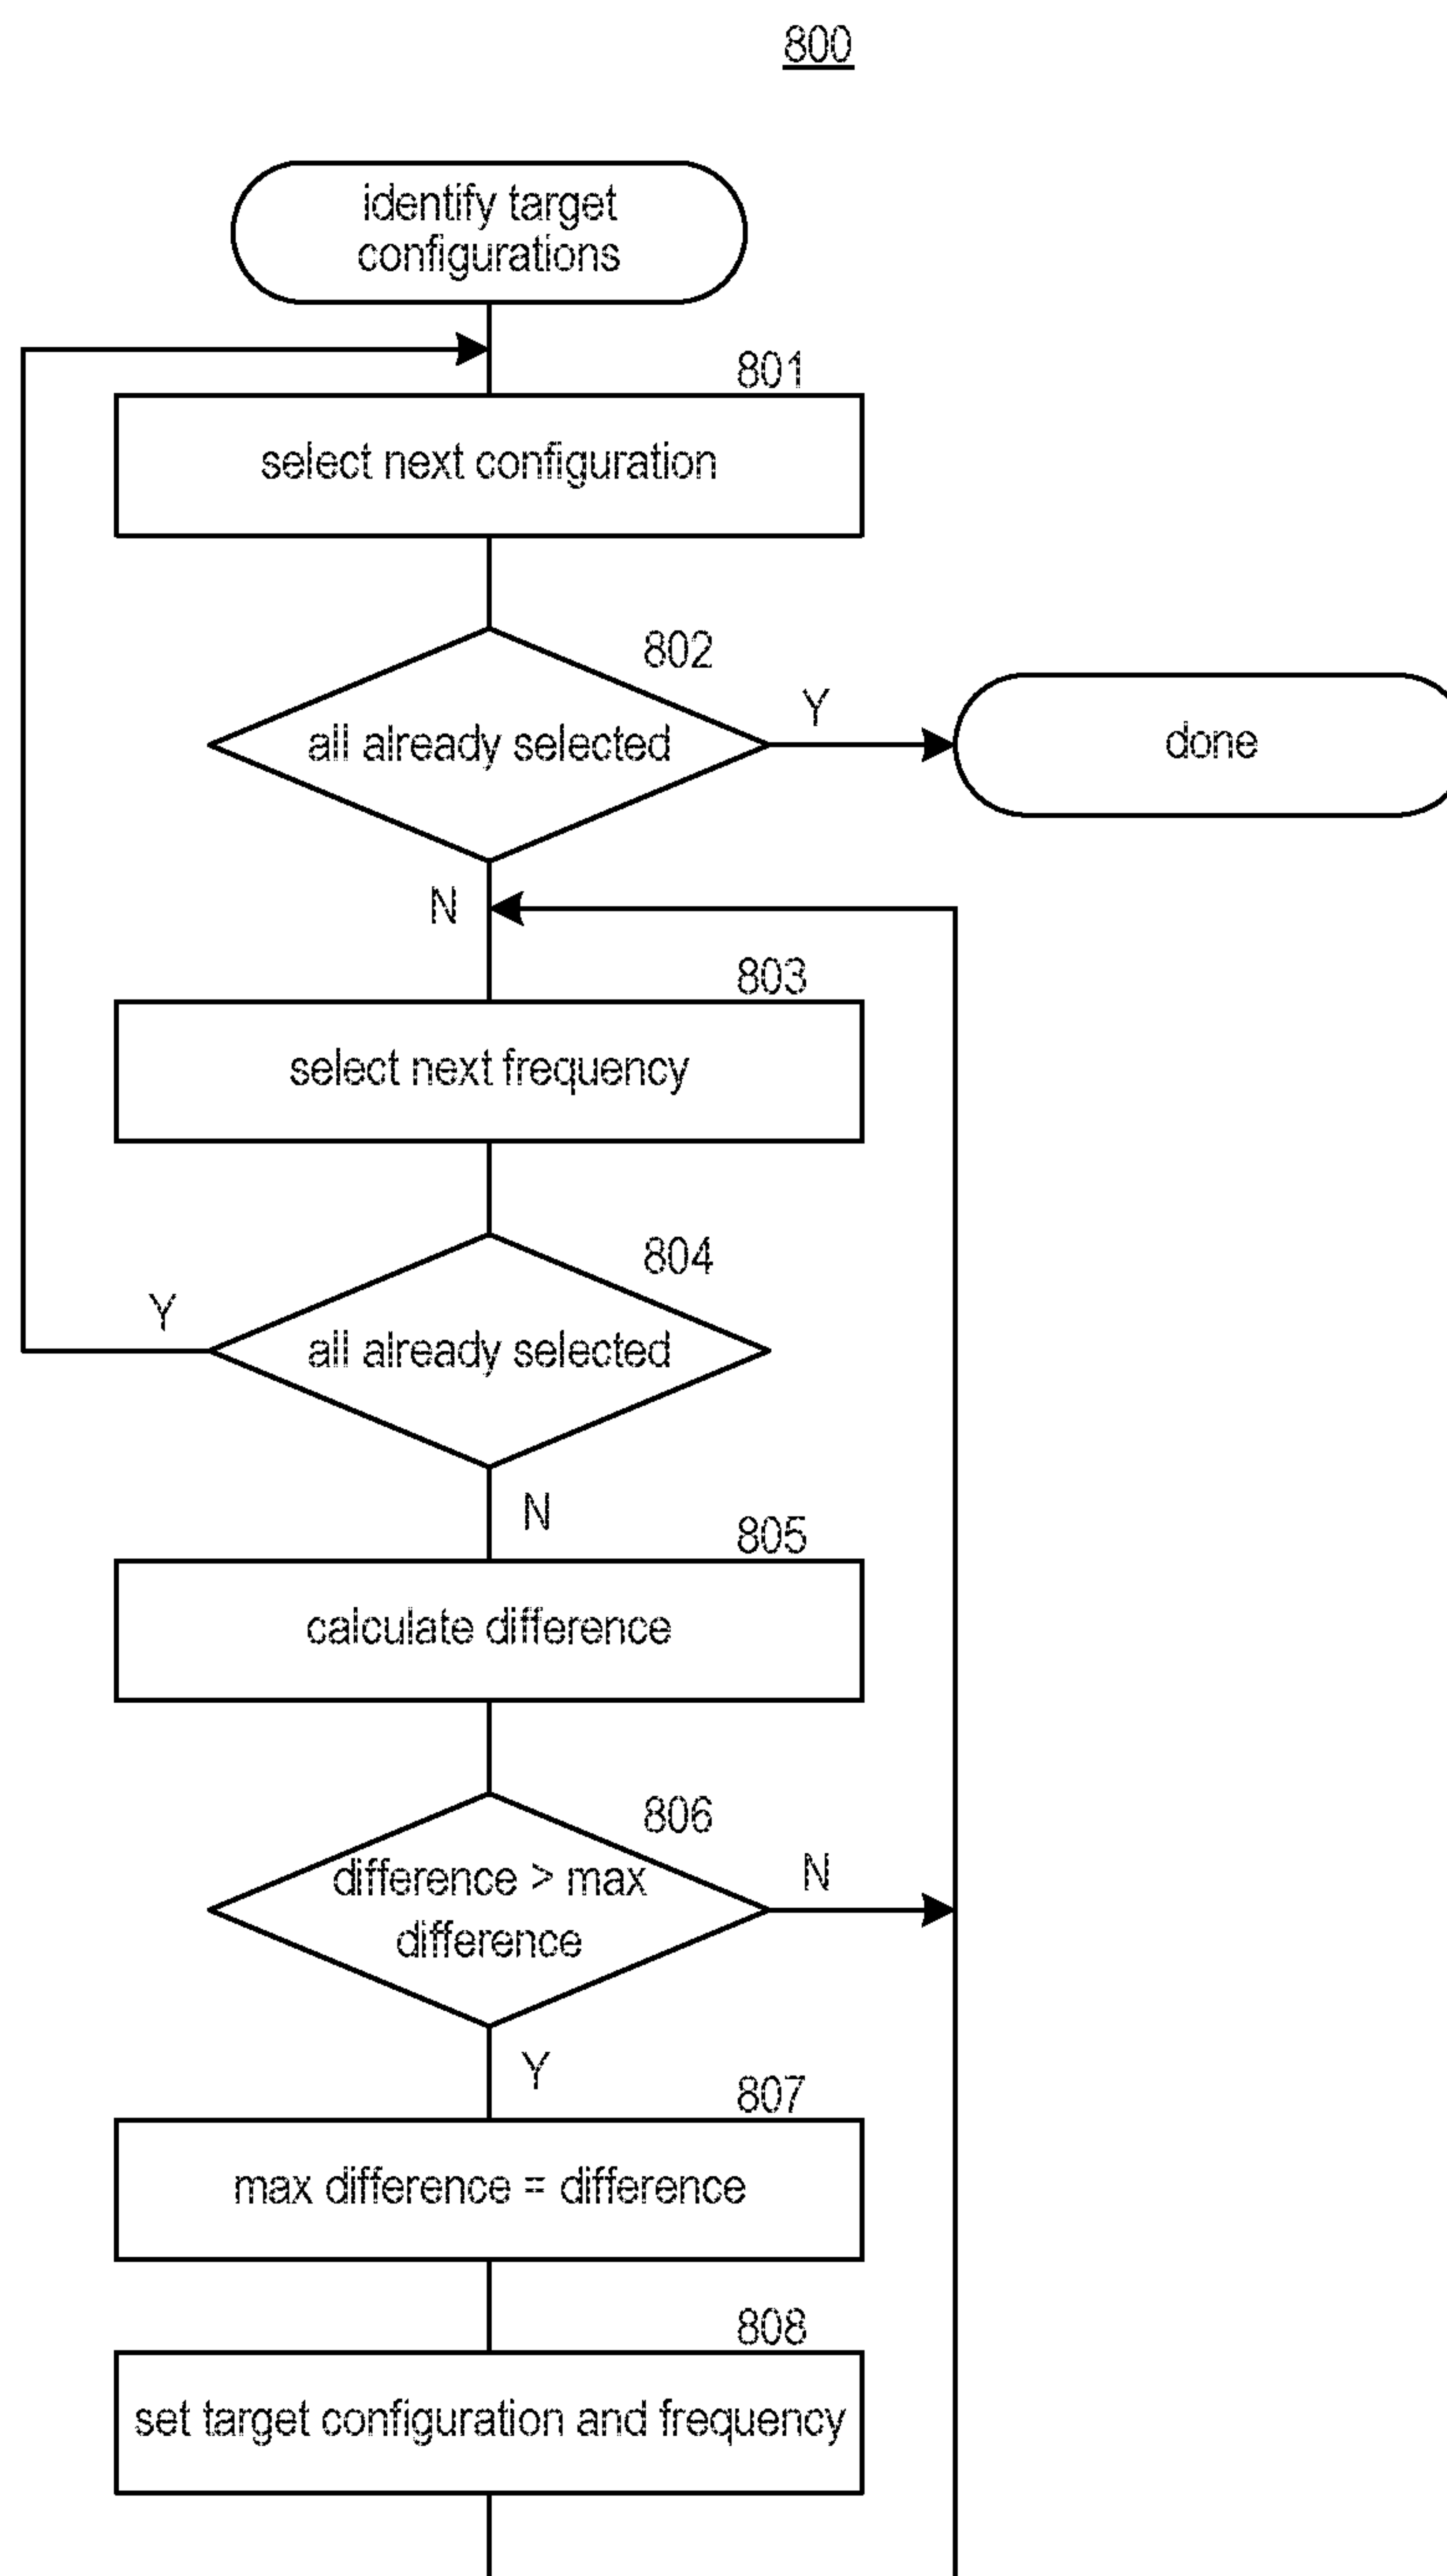 800
identify target
configurations
801
select next configuration
802
all already selected
Y
done
N
803
select next frequency
804
all already selected
Y
N
805
calculate difference
806
difference > max
difference
N
Y
807
max difference = difference
808
set target configuration and frequency